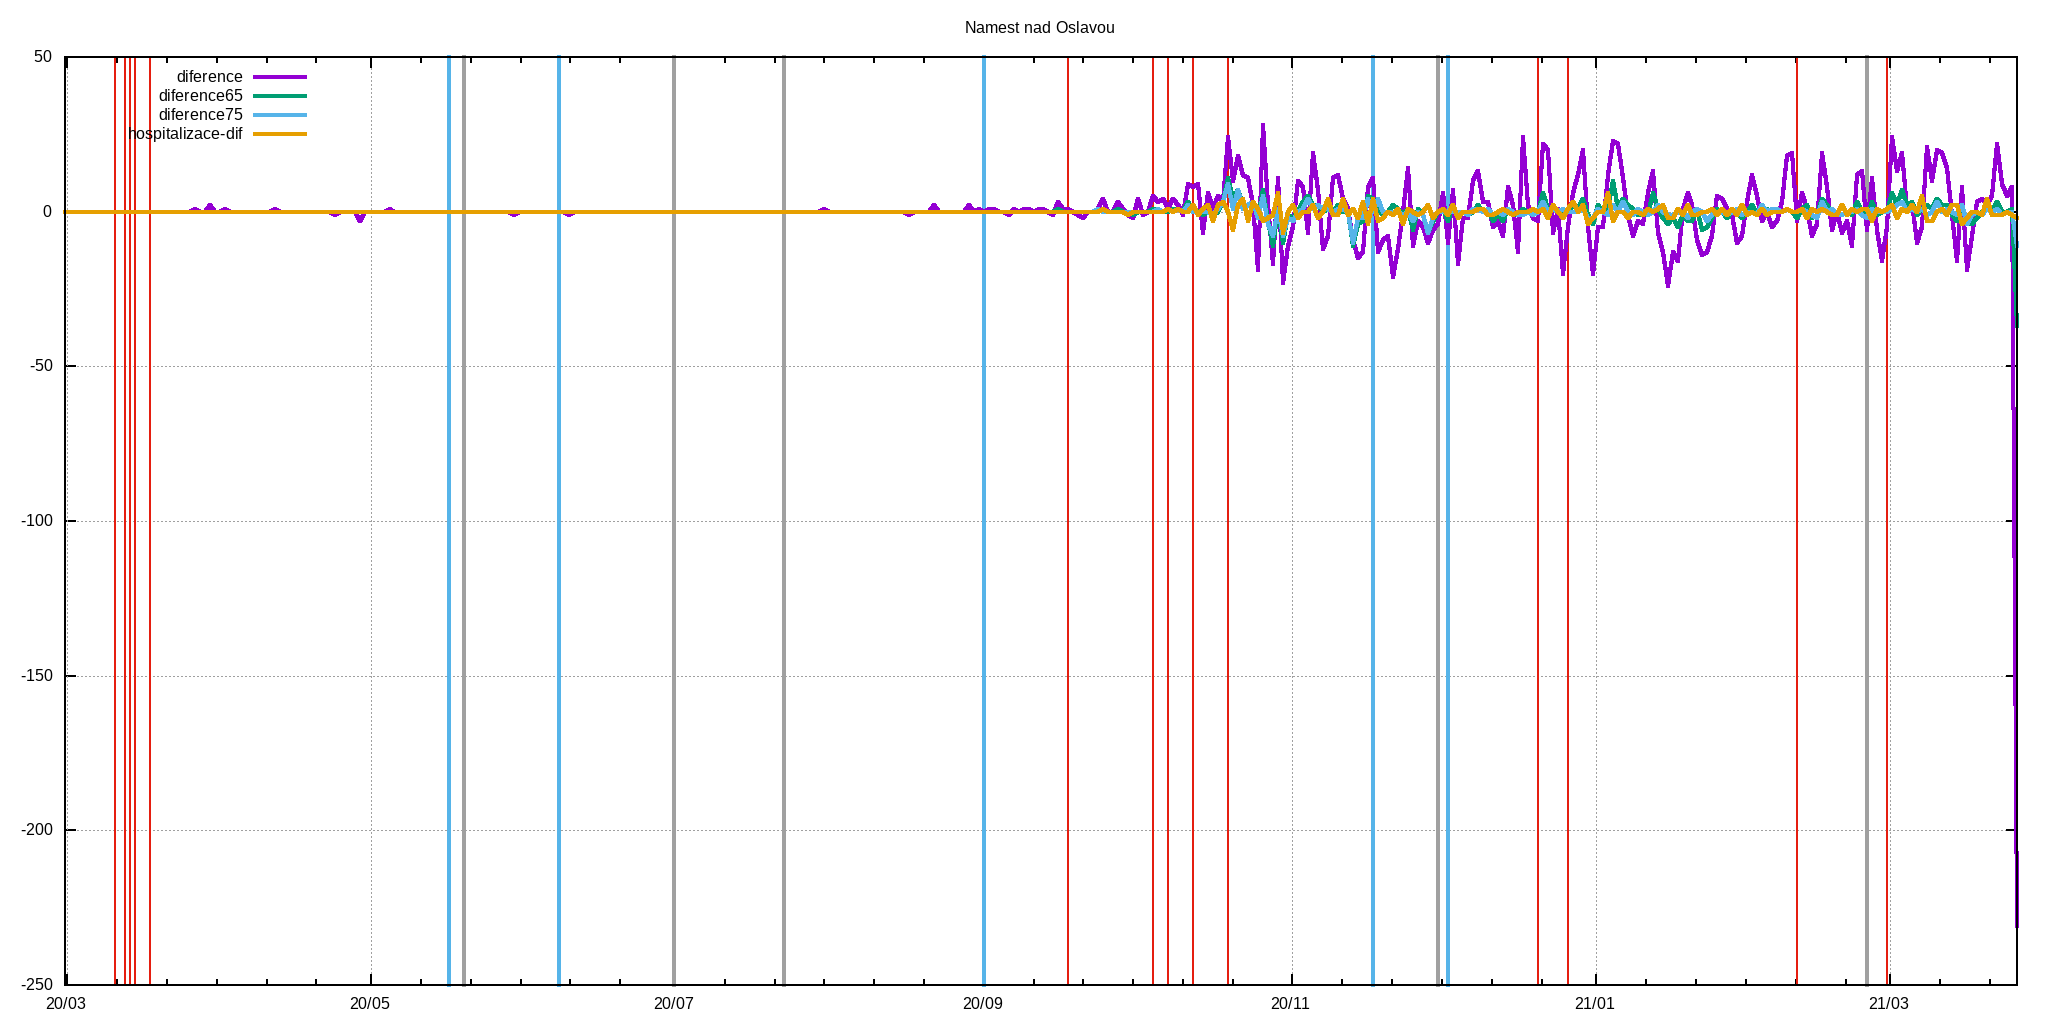 Namest nad Oslavou
50
diference
diference65
diference75
hospitalizace-dif
0
-50
-100
-150
-200
-250
20/03 20/05 20/07 20/09 20/11 21/01 21/03